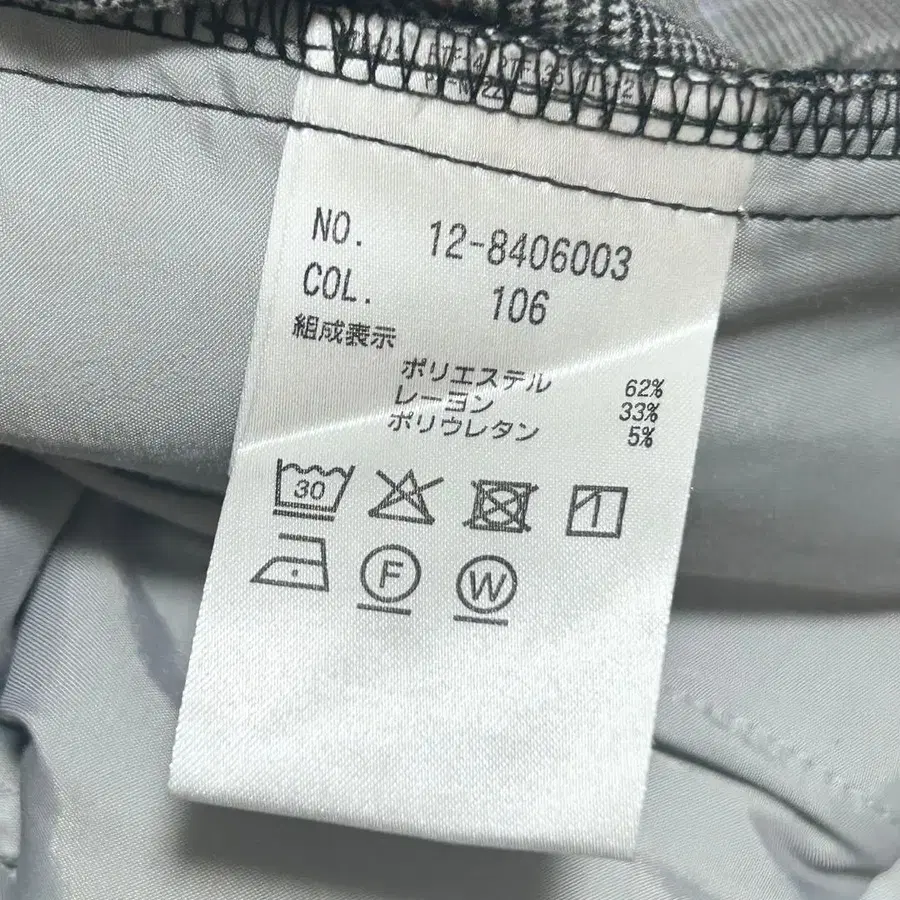 NO. 12-8406003
COL. 106
組成表示
ポリエステル 62%
レーヨン 33%
ポリウレタン 5%
30
F W